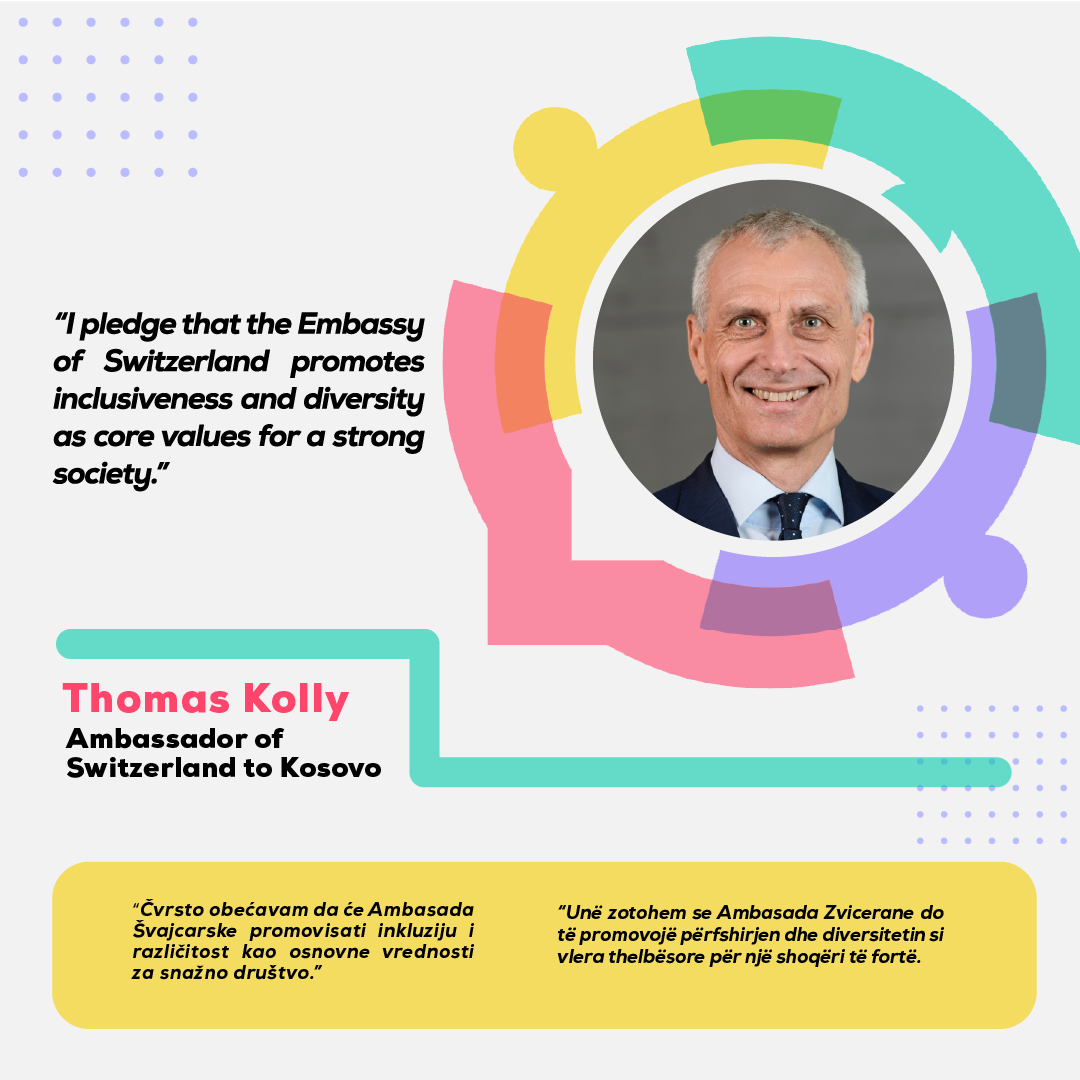 “I pledge that the Embassy
of Switzerland promotes
inclusiveness and diversity
as core values for a strong
society.”
Thomas Kolly
Ambassador of
Switzerland to Kosovo
“Čvrsto obećavam da će Ambasada
Švajcarske promovisati inkluziju i
različitost kao osnovne vrednosti
za snažno društvo.”
“Unë zotohem se Ambasada Zvicerane do
të promovojë përfshirjen dhe diversitetin si
vlera thelbësore për një shoqëri të fortë.